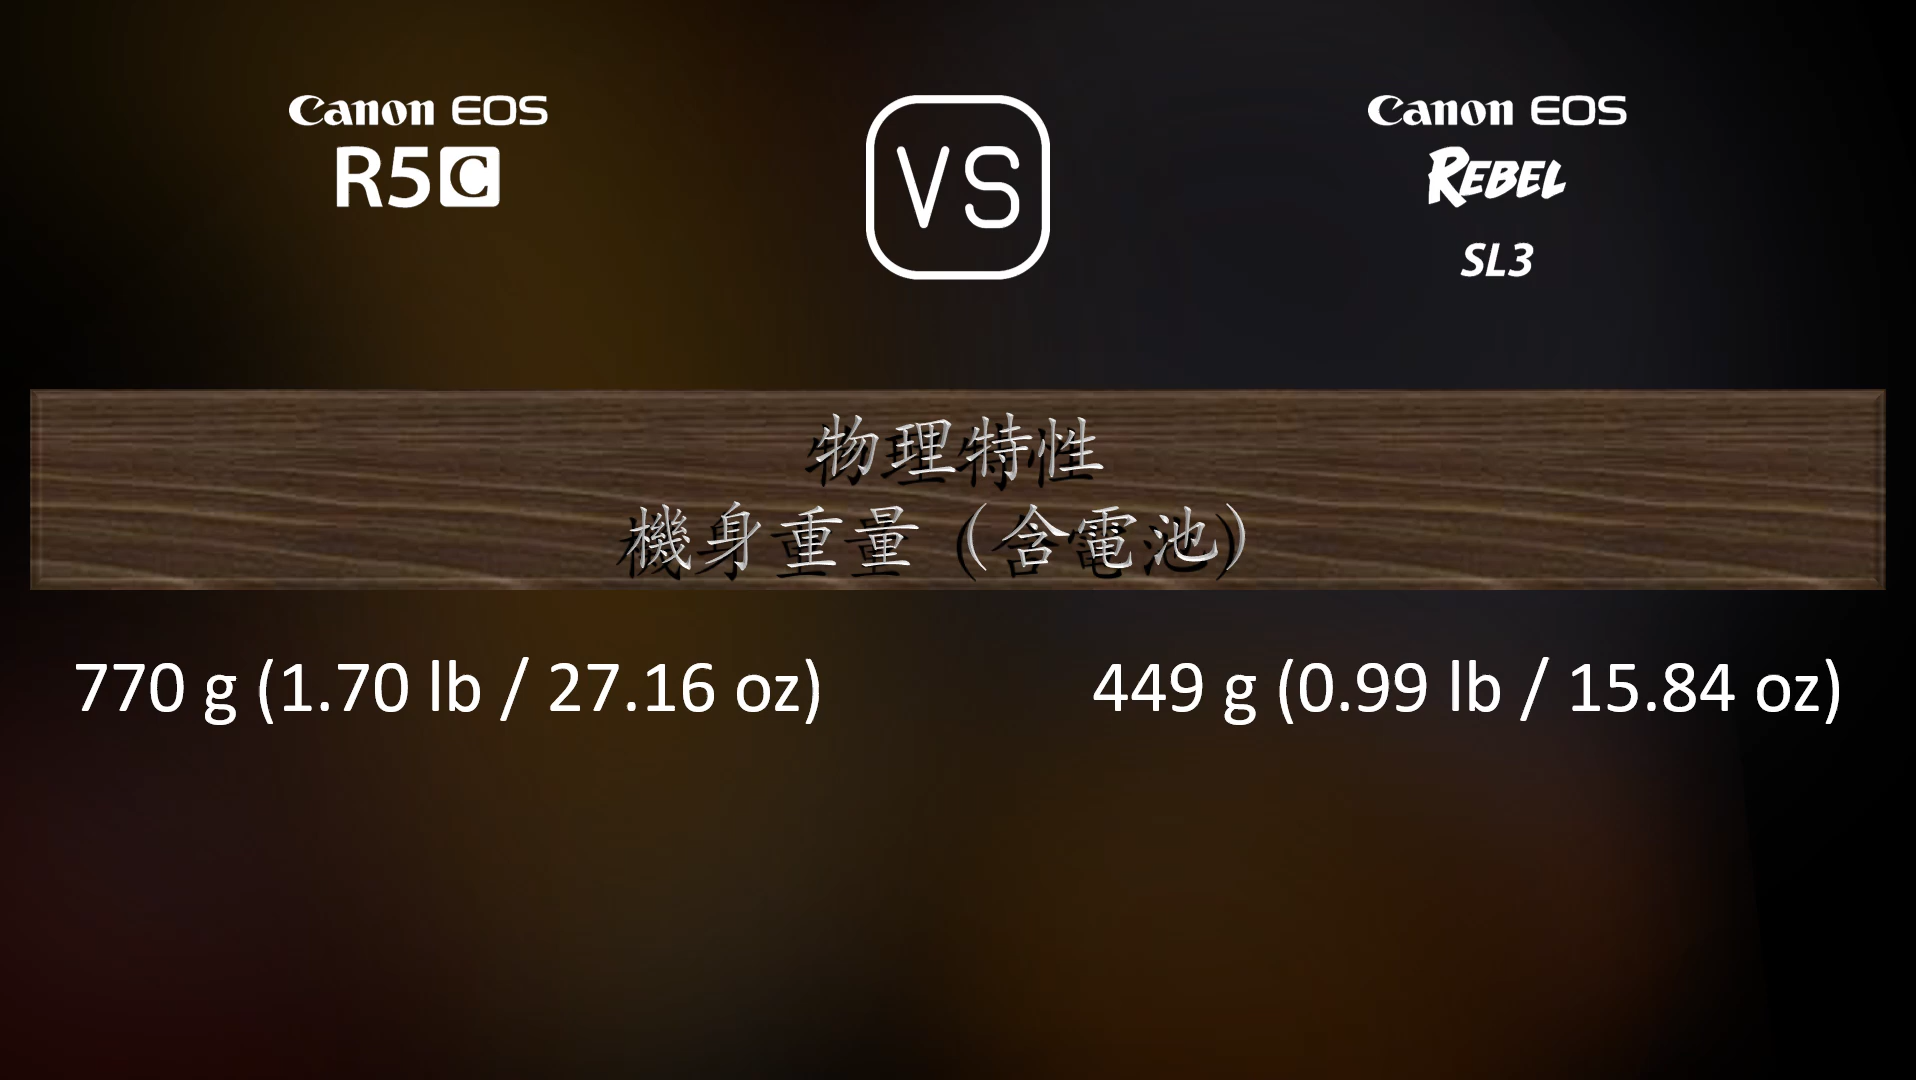 Canon EOS
R5 C
VS
Canon EOS
REBEL
SL3
物理特性
機身重量（含電池）
770 g (1.70 lb / 27.16 oz)
449 g (0.99 lb / 15.84 oz)